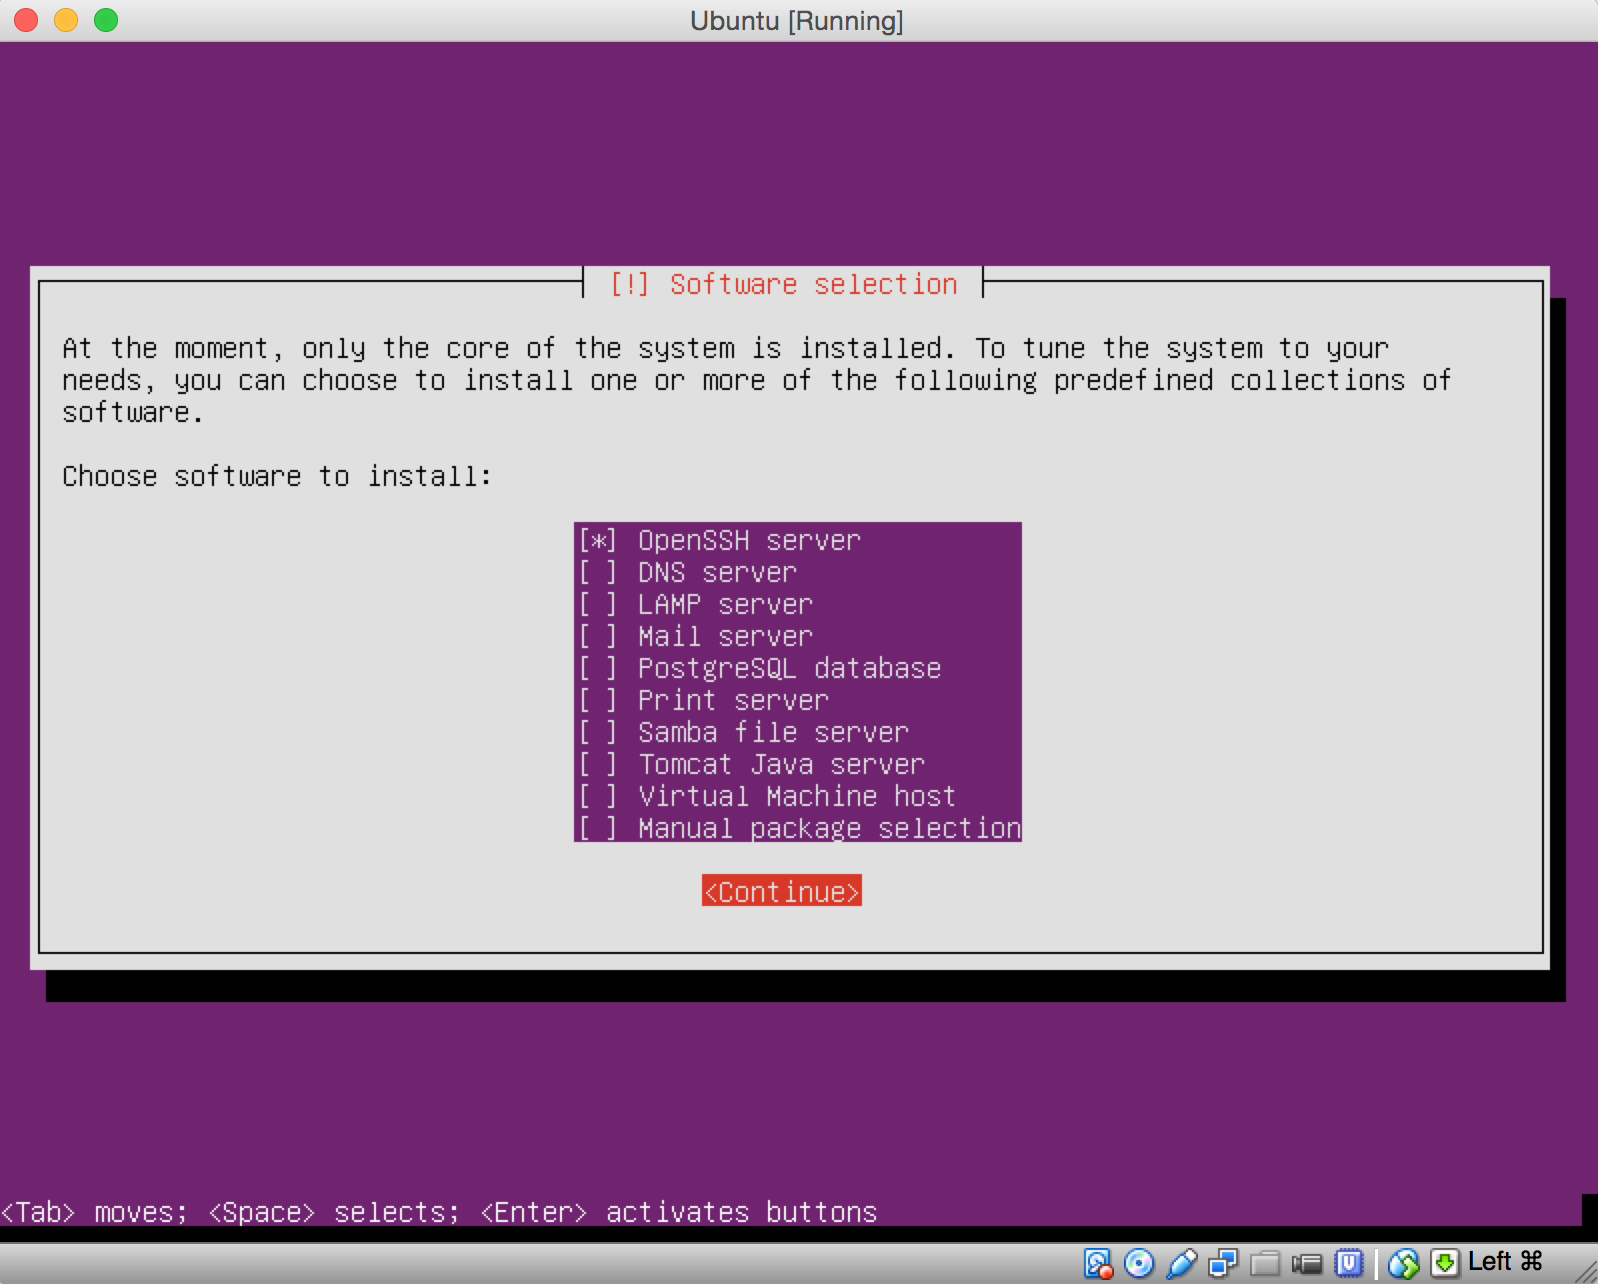 Ubuntu [Running]
[!] Software selection
At the moment, only the core of the system is installed. To tune the system to your
needs, you can choose to install one or more of the following predefined collections of
software.
Choose software to install:
[*] OpenSSH server
[ ] DNS server
[ ] LAMP server
[ ] Mail server
[ ] PostgreSQL database
[ ] Print server
[ ] Samba file server
[ ] Tomcat Java server
[ ] Virtual Machine host
[ ] Manual package selection
<Continue>
<Tab> moves; <Space> selects; <Enter> activates buttons
Left ⌘